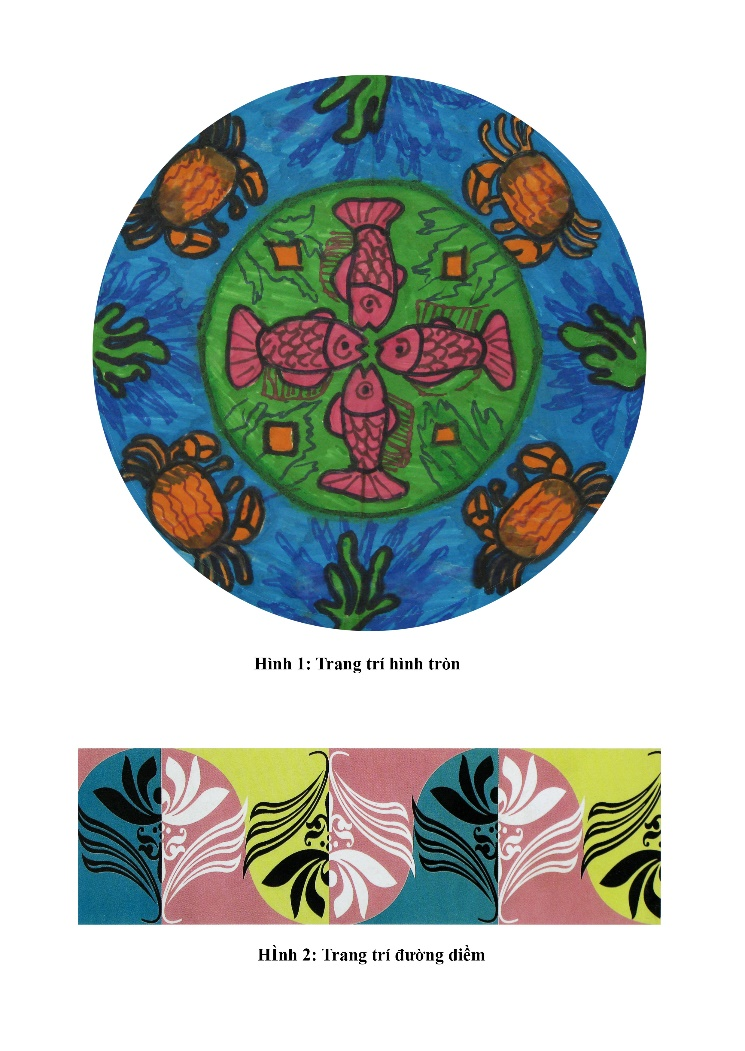 Hình 1: Trang trí hình tròn
HÌnh 2: Trang trí đường diềm